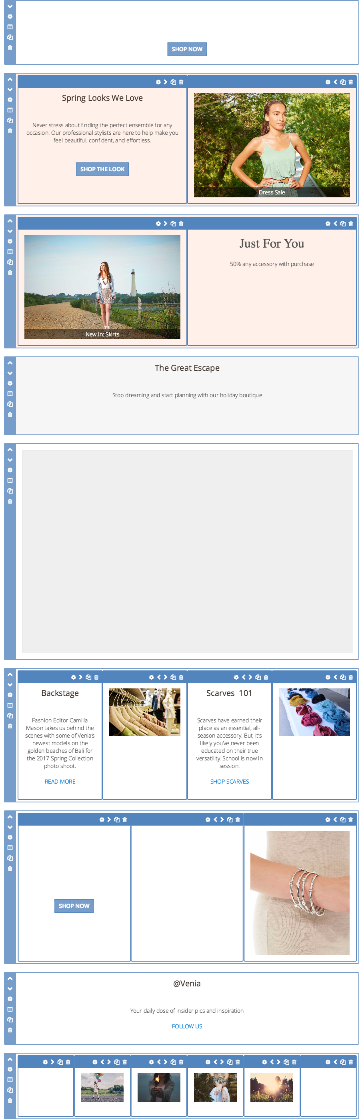 SHOP NOW
Spring Looks We Love
Never stress about finding the perfect ensemble for any
occasion. Our professional stylists are here to help make you
feel beautiful, confident, and effortless.
SHOP THE LOOK
Dress Sale
New In: Skirts
Just For You
50% any accessory with purchase
The Great Escape
Stop dreaming and start planning with our holiday boutique
Backstage
Fashion Editor Camilla
Mason takes us behind the
scenes with some of Venia's
newest models on the
golden beaches of Bali for
the 2017 Spring Collection
photo shoot.
READ MORE
Scarves 101
Scarves have earned their
place as an essential, all-
season accessory. But it's
likely you've never been
educated on their true
versatility. School is now in
session.
SHOP SCARVES
SHOP NOW
@Venia
Your daily dose of insider pics and inspiration
FOLLOW US